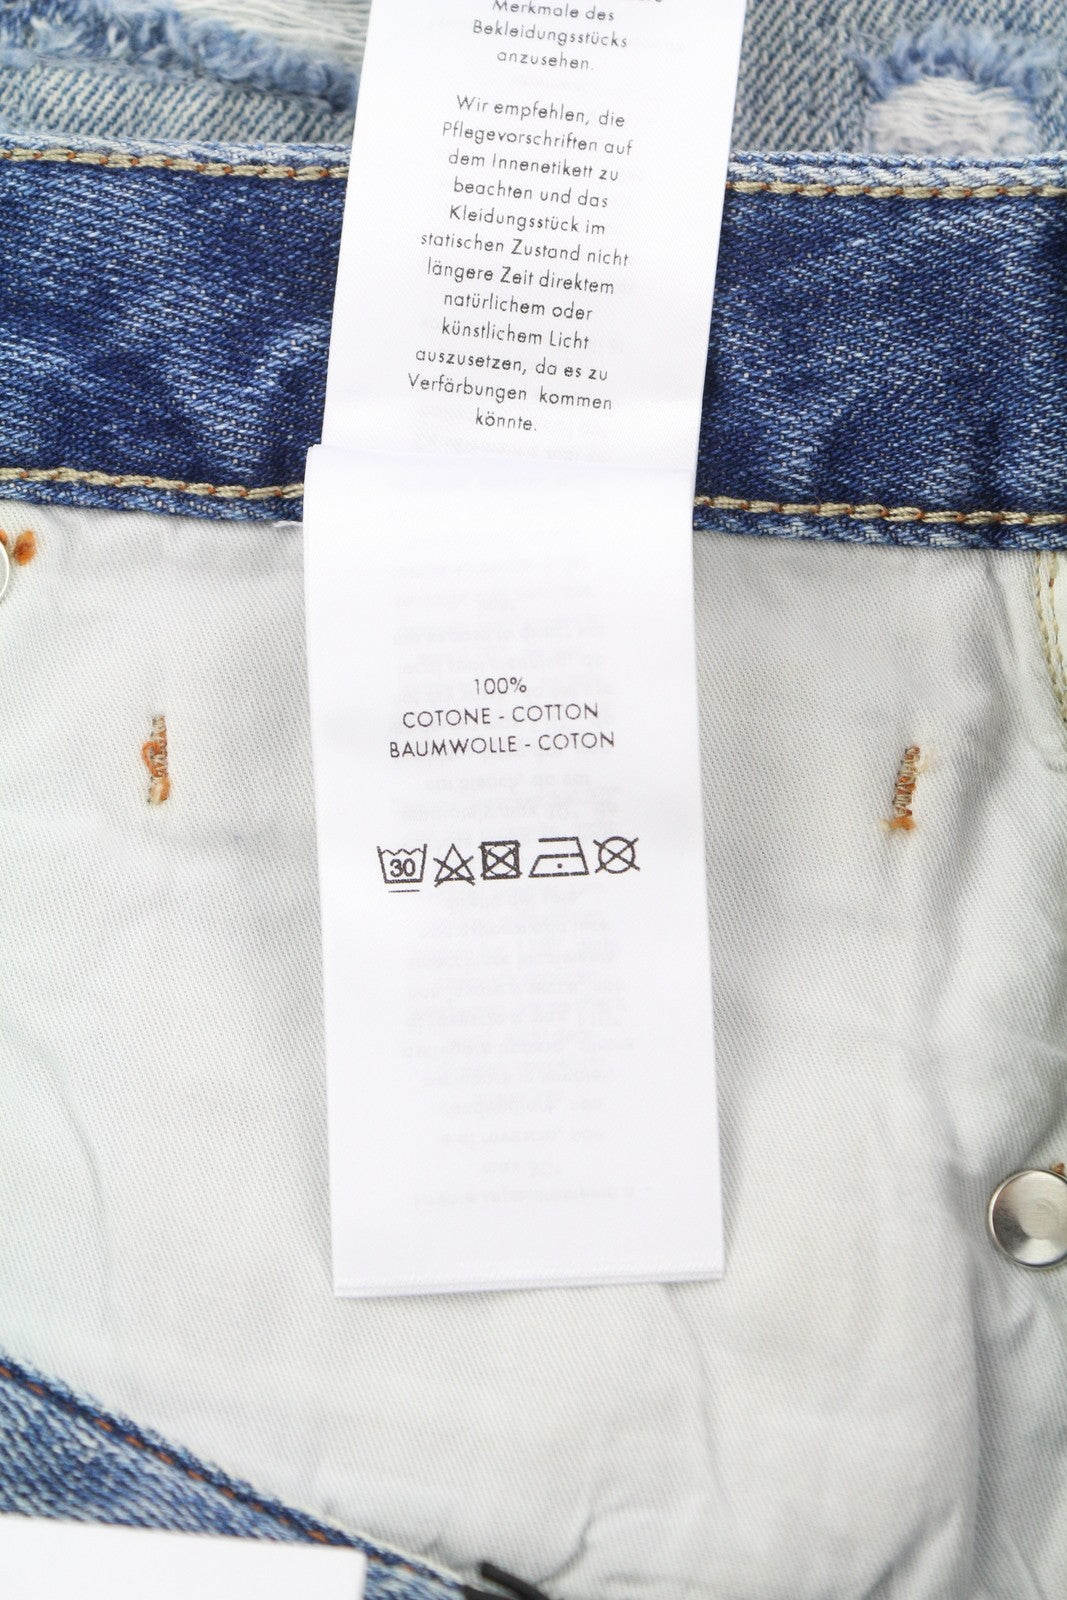 Merkmale des
Bekleidungsstücks
anzusehen.
Wir empfehlen, die
Pflegevorschriften auf
dem Innenetikett zu
beachten und das
Kleidungsstück im
statischen Zustand nicht
längere Zeit direktem
natürlichem oder
künstlichem Licht
auszusetzen, da es zu
Verfärbungen kommen
könnte.
100%
COTONE - COTTON
BAUMWOLLE - COTON
30